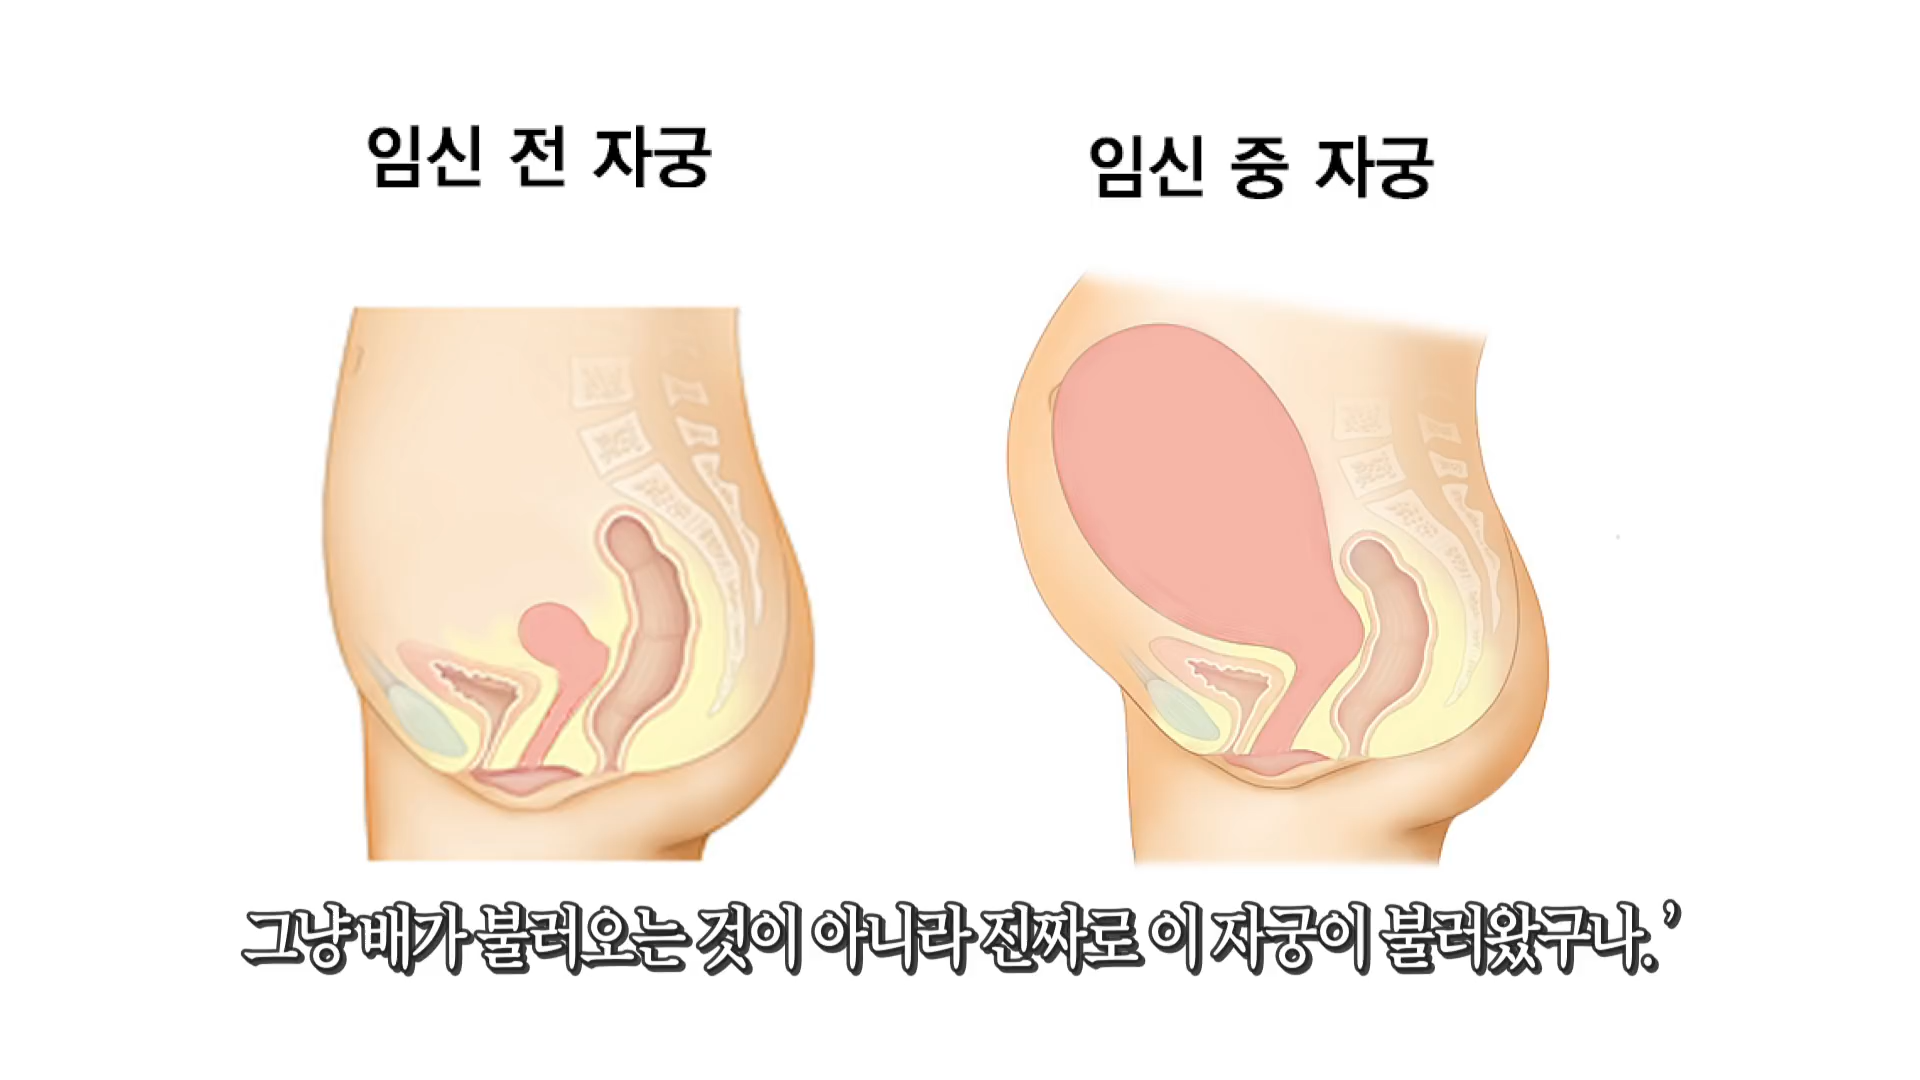 임신 전 자궁
임신 중 자궁
그냥 배가 불러오는 것이 아니라 진짜로 이 자궁이 불러왔구나.’